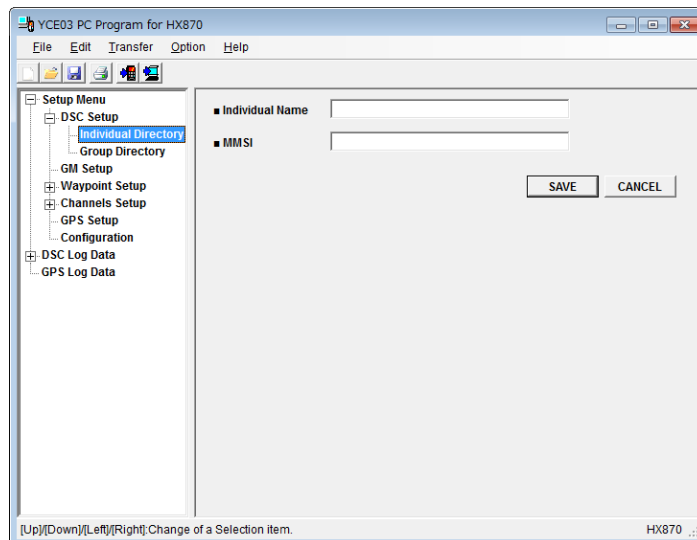 YCE03 PC Program for HX870
File Edit Transfer Option Help
Setup Menu
DSC Setup
Individual Directory
Group Directory
GM Setup
Waypoint Setup
Channels Setup
GPS Setup
Configuration
DSC Log Data
GPS Log Data
■ Individual Name
■ MMSI
SAVE CANCEL
[Up]/[Down]/[Left]/[Right]:Change of a Selection item. HX870